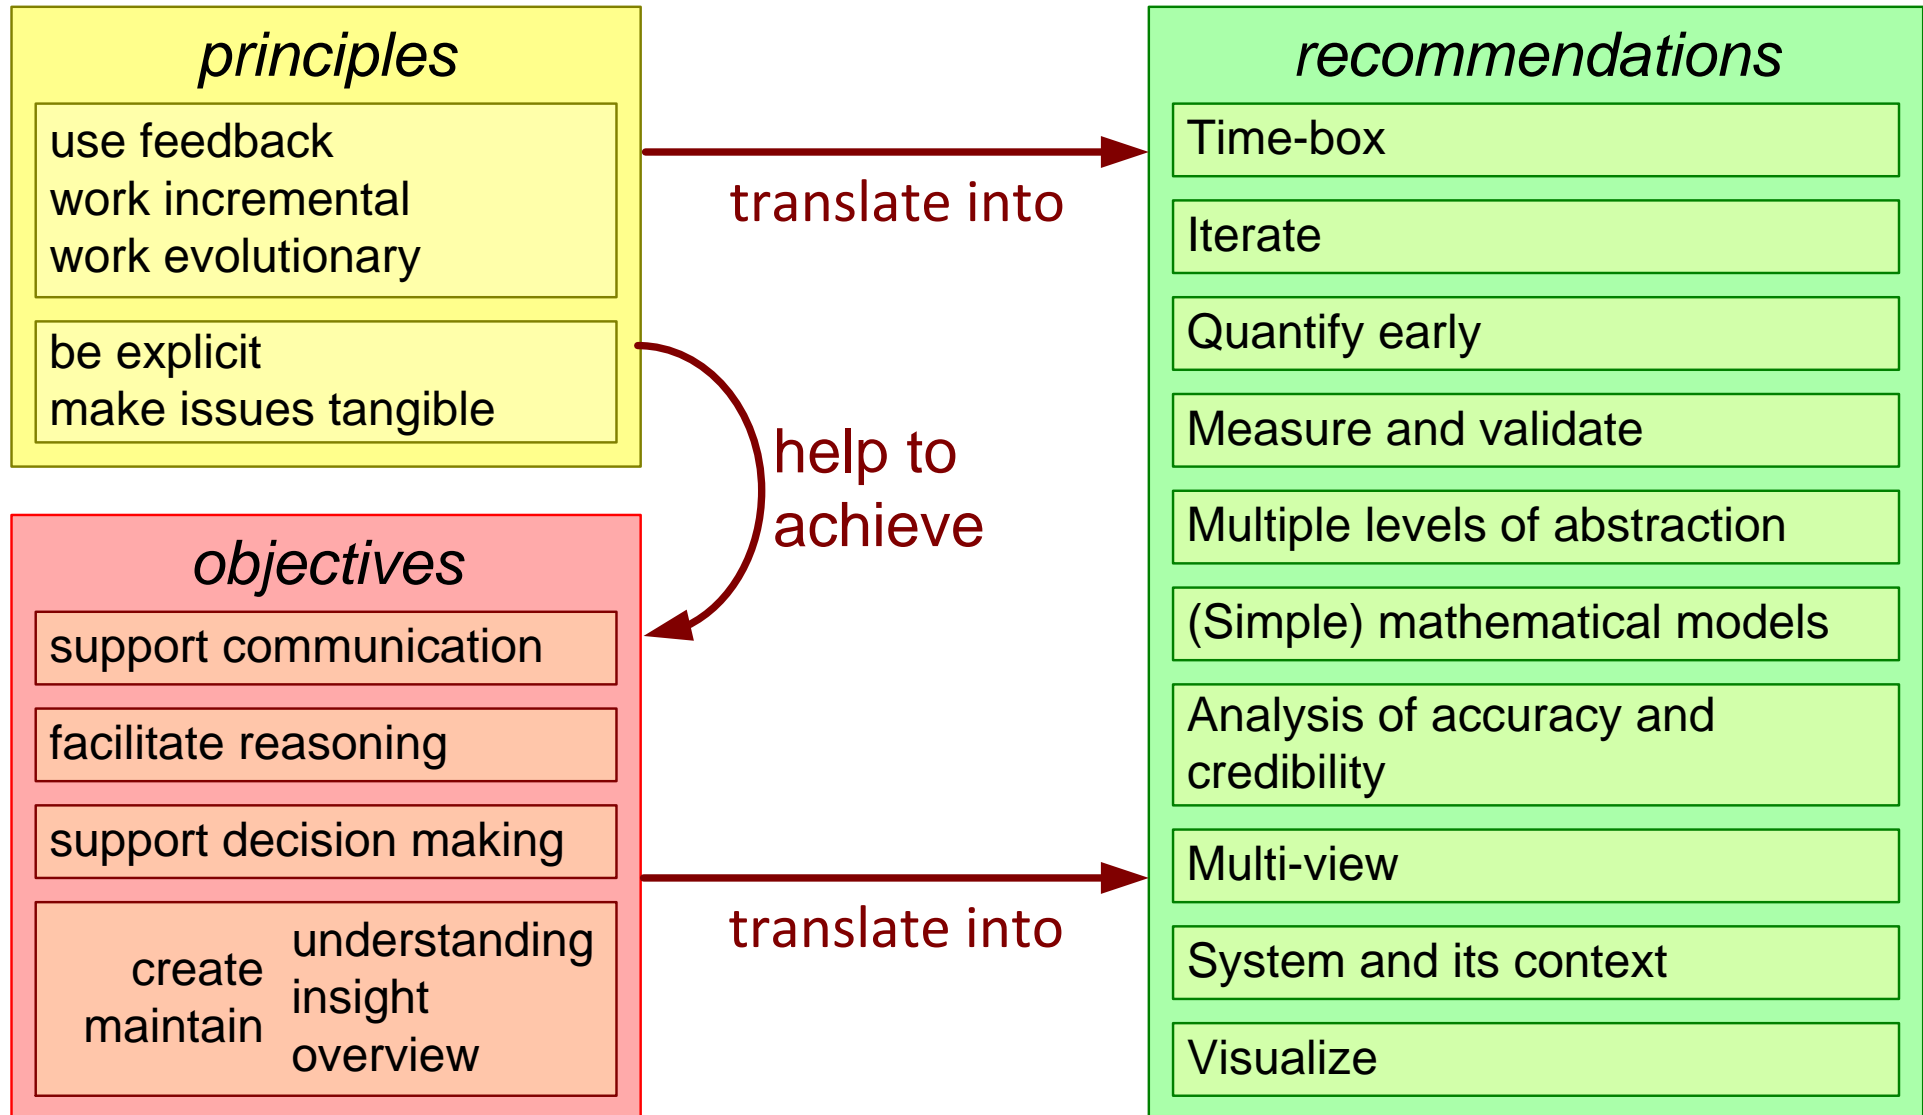 principles
use feedback
work incremental
work evolutionary
be explicit
make issues tangible
translate into
help to
achieve
objectives
support communication
facilitate reasoning
support decision making
create
maintain
understanding
insight
overview
translate into
recommendations
Time-box
Iterate
Quantify early
Measure and validate
Multiple levels of abstraction
(Simple) mathematical models
Analysis of accuracy and
credibility
Multi-view
System and its context
Visualize